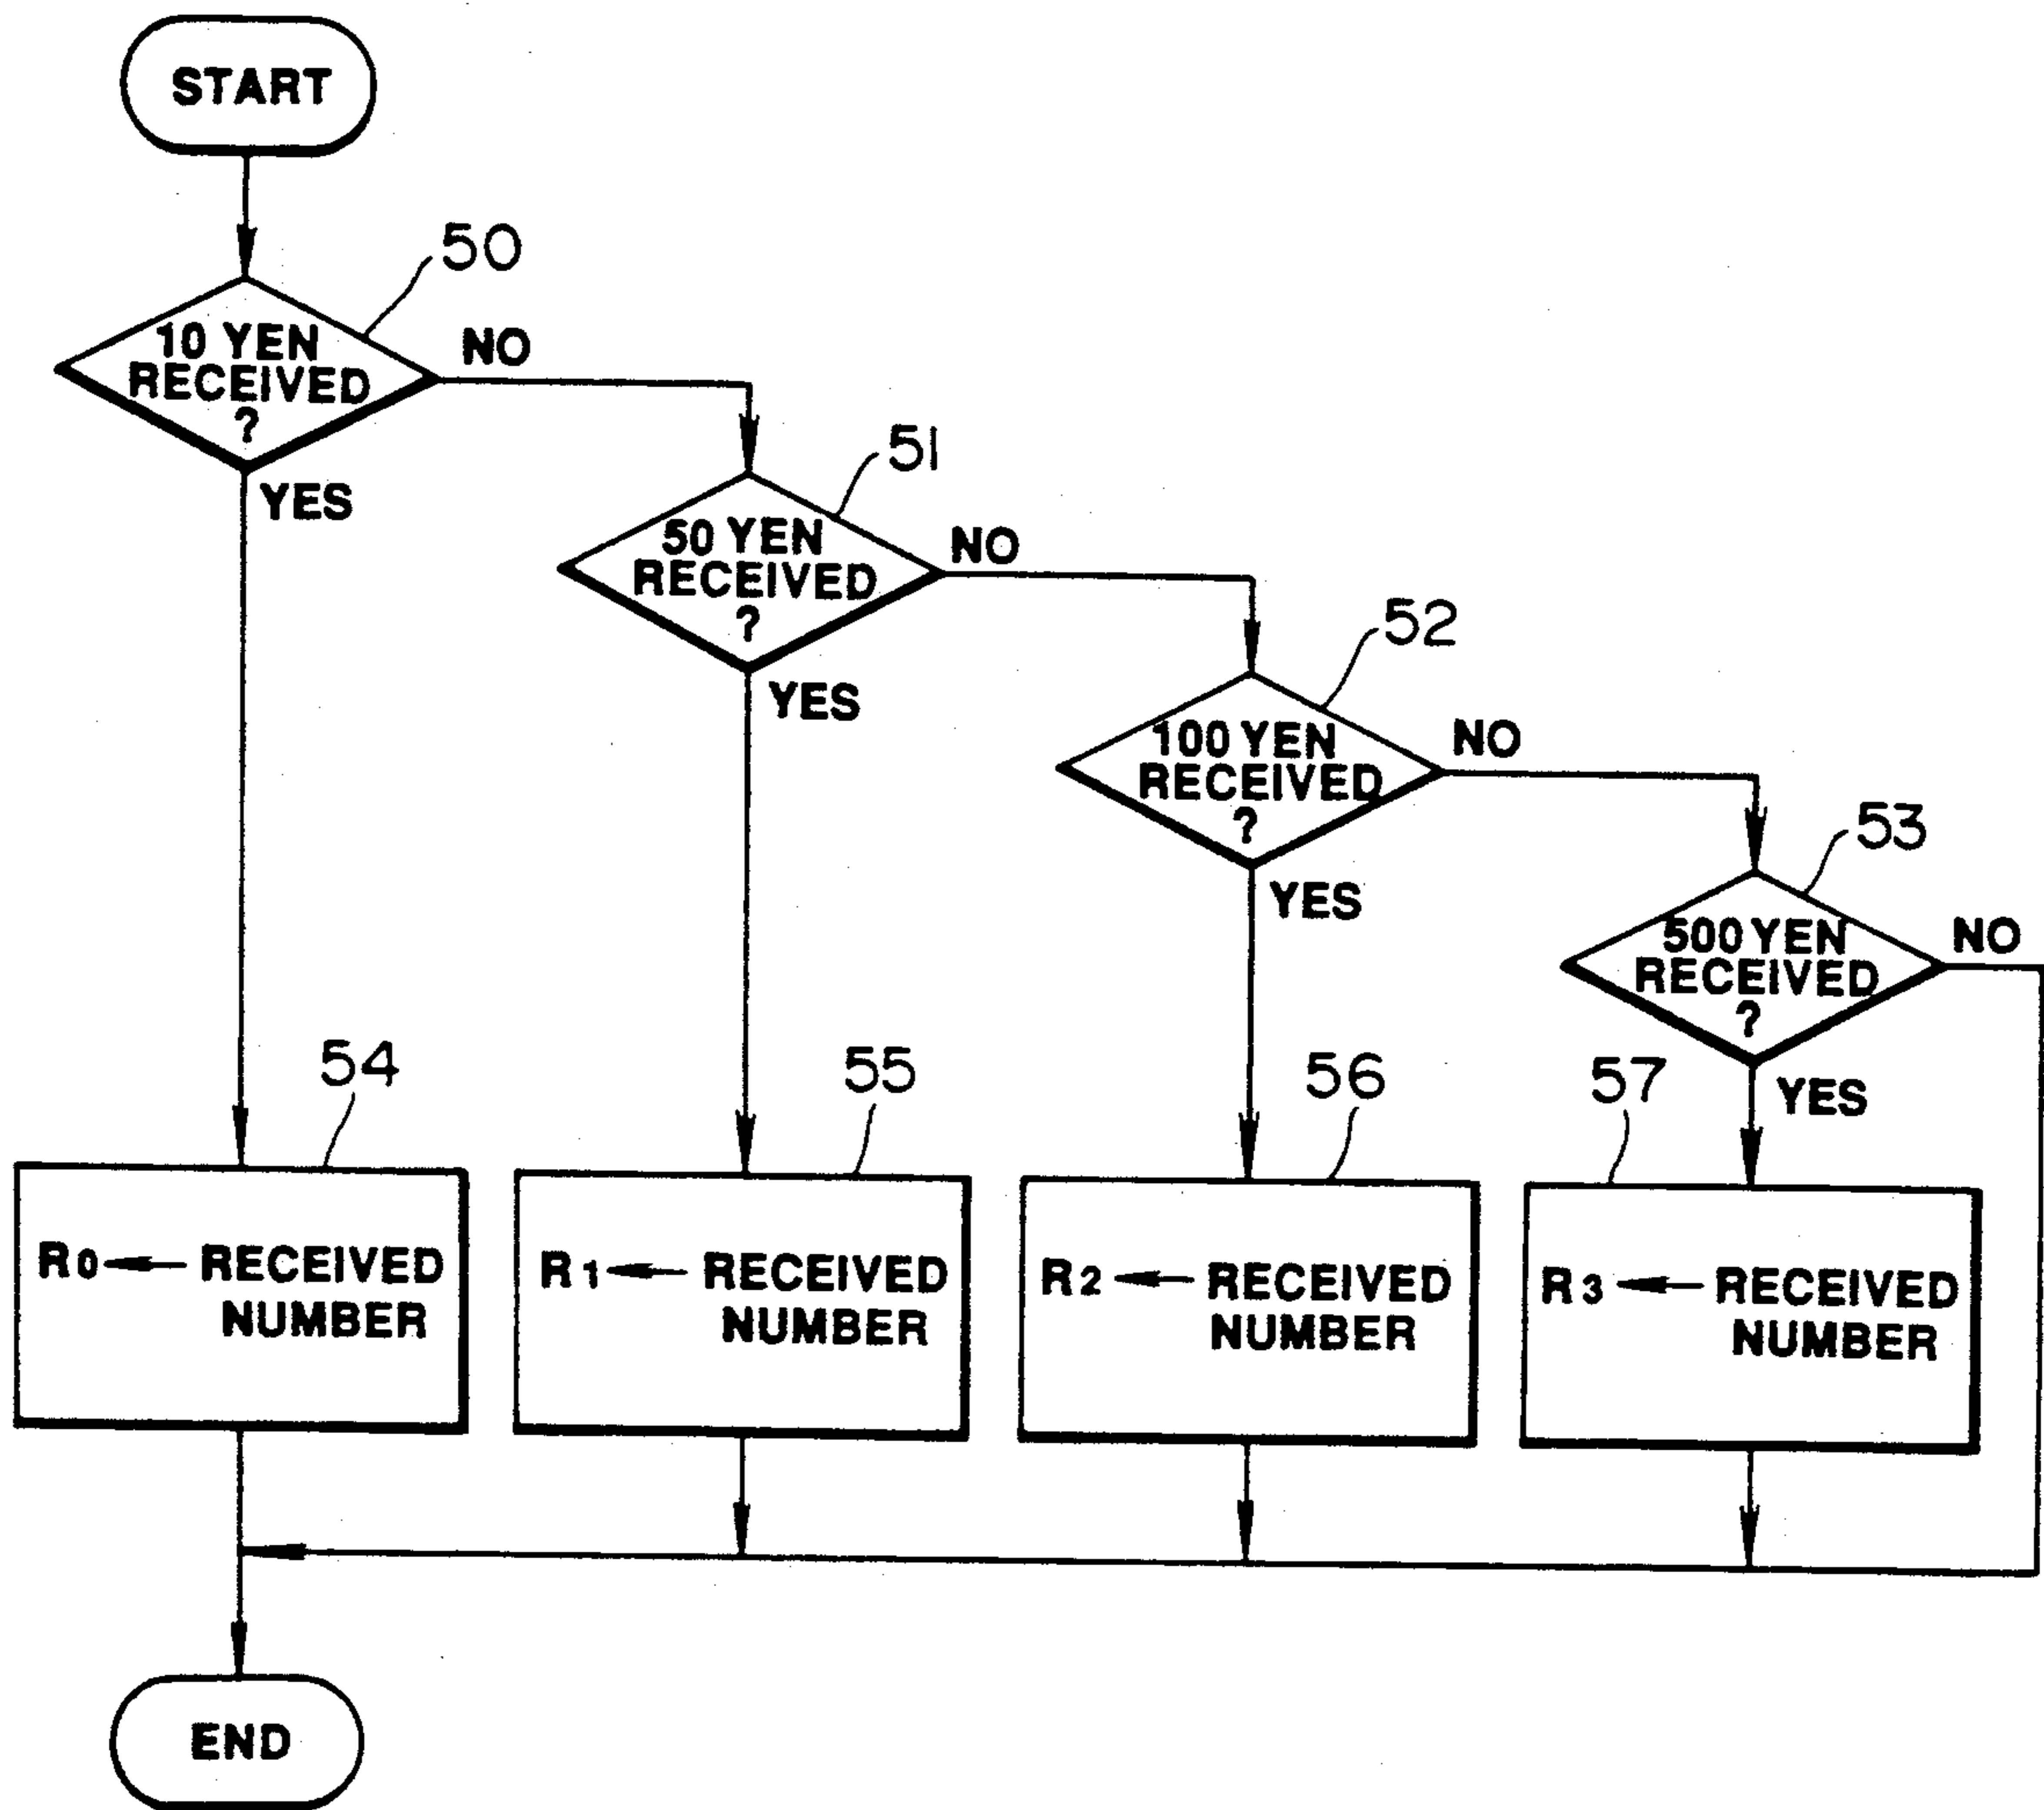 START
50
10 YEN
RECEIVED
?
NO
YES
51
50 YEN
RECEIVED
?
NO
YES
52
100 YEN
RECEIVED
?
NO
YES
53
500 YEN
RECEIVED
?
NO
YES
54
R0 ← RECEIVED
NUMBER
55
R1 ← RECEIVED
NUMBER
56
R2 ← RECEIVED
NUMBER
57
R3 ← RECEIVED
NUMBER
END